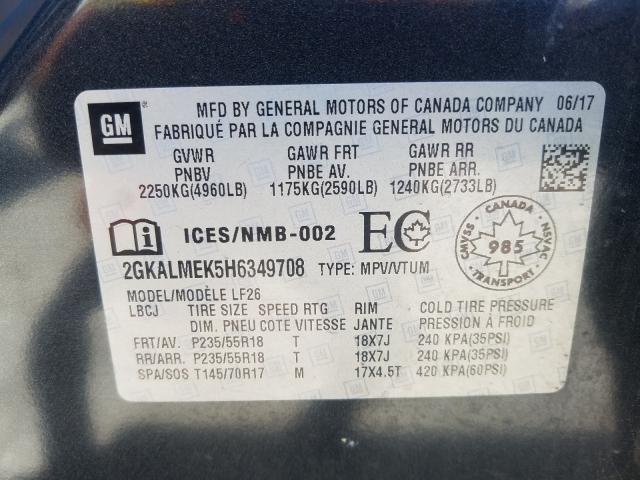 GM
MFD BY GENERAL MOTORS OF CANADA COMPANY 06/17
FABRIQUÉ PAR LA COMPAGNIE GENERAL MOTORS DU CANADA
GVWR GAWR FRT GAWR RR
PNBV PNBE AV. PNBE ARR.
2250KG(4960LB) 1175KG(2590LB) 1240KG(2733LB)
ICES/NMB-002 EC
CANADA
CMVSS 985 NSVAC
TRANSPORT
2GKALMEK5H6349708 TYPE: MPV/VTUM
MODEL/MODÈLE LF26
LBCJ TIRE SIZE SPEED RTG RIM COLD TIRE PRESSURE
DIM. PNEU COTE VITESSE JANTE PRESSION À FROID
FRT/AV. P235/55R18 T 18X7J 240 KPA(35PSI)
RR/ARR. P235/55R18 T 18X7J 240 KPA(35PSI)
SPA/SOS T145/70R17 M 17X4.5T 420 KPA(60PSI)